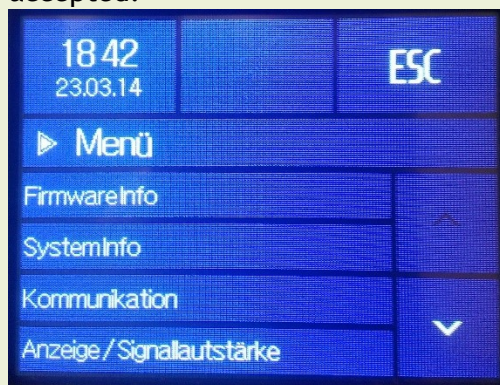 18 42
23.03.14
ESC
Menü
FirmwareInfo
SystemInfo
Kommunikation
Anzeige / Signallautstärke